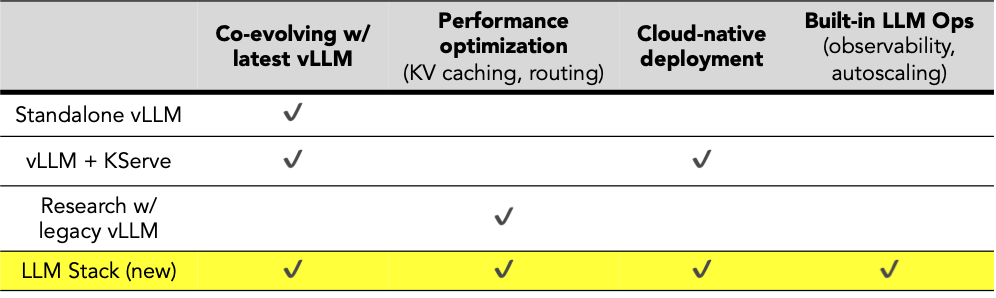 Co-evolving w/
latest vLLM
Performance
optimization
(KV caching, routing)
Cloud-native
deployment
Built-in LLM Ops
(observability,
autoscaling)
Standalone vLLM ✓
vLLM + KServe ✓ ✓
Research w/
legacy vLLM ✓
LLM Stack (new) ✓ ✓ ✓ ✓